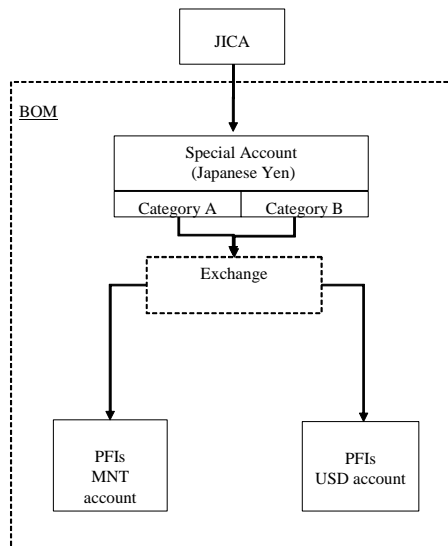 JICA
BOM
Special Account
(Japanese Yen)
Category A
Category B
Exchange
PFIs
MNT
account
PFIs
USD account